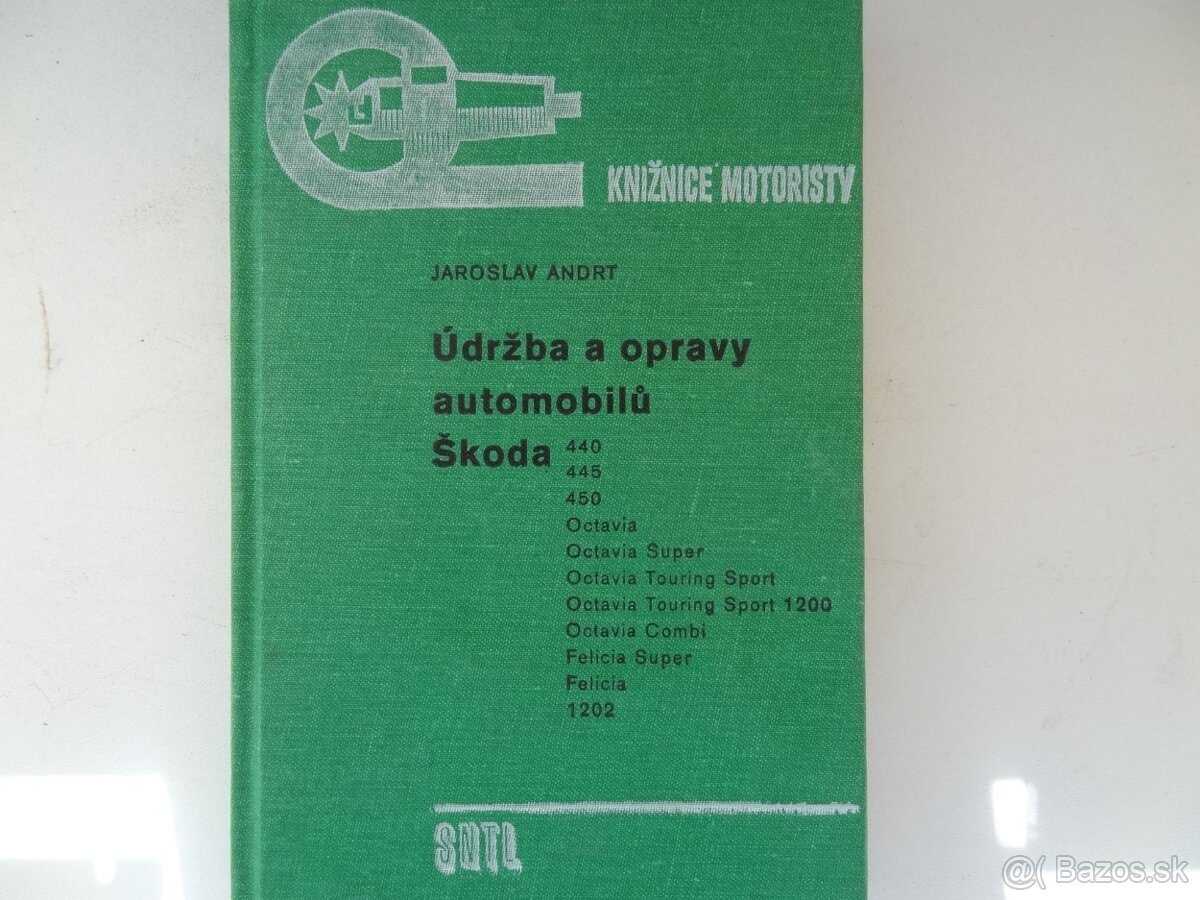 KNIŽNICE MOTORISTY
JAROSLAV ANDRT
Údržba a opravy
automobilů
Škoda 440
445
450
Octavia
Octavia Super
Octavia Touring Sport
Octavia Touring Sport 1200
Octavia Combi
Felicia Super
Felicia
1202
SNTL
@( Bazos.sk